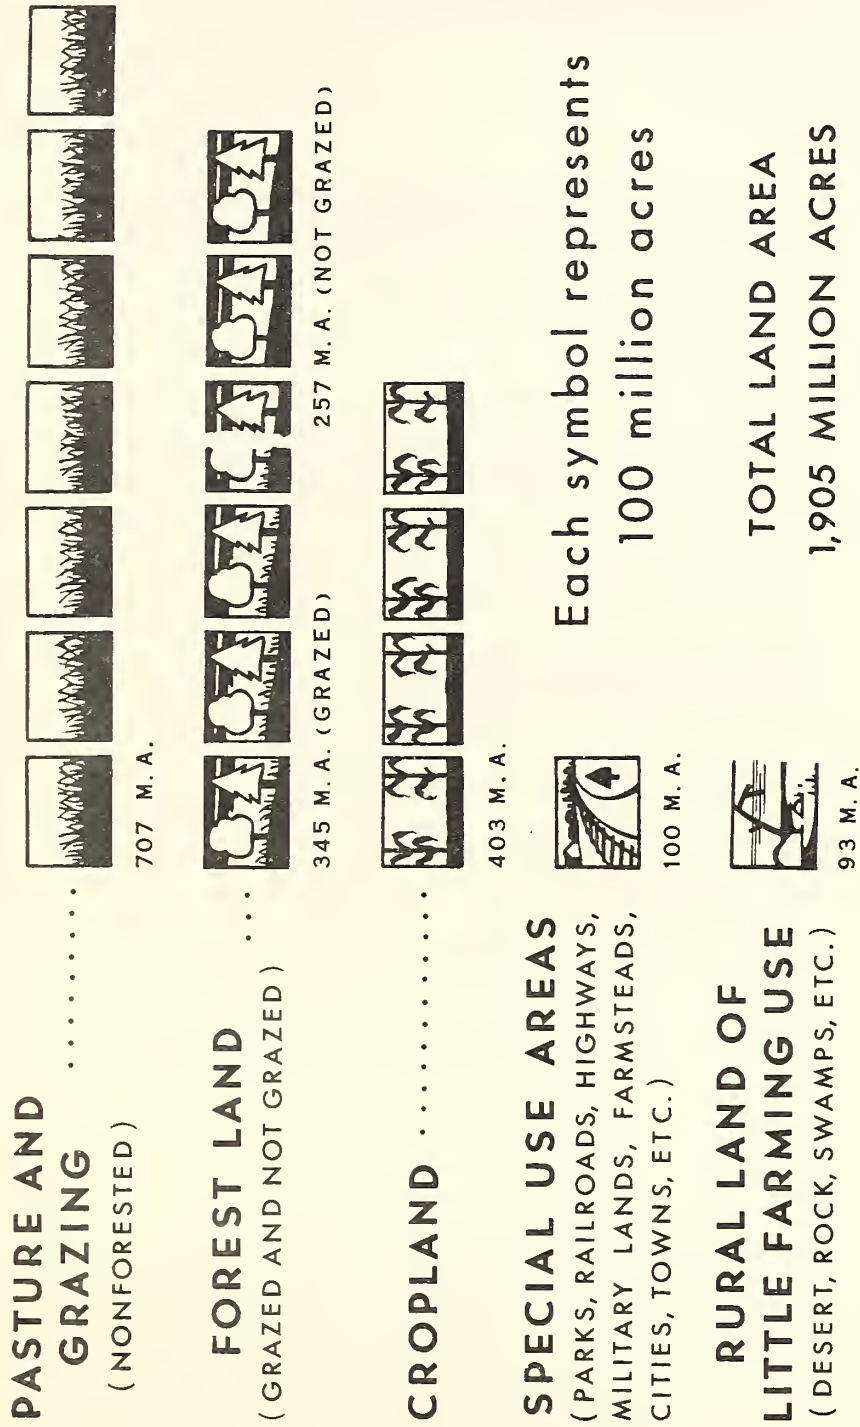 PASTURE AND
GRAZING ..........
(NONFORESTED)
707 M. A.
FOREST LAND ...
(GRAZED AND NOT GRAZED)
345 M. A. (GRAZED)
257 M. A. (NOT GRAZED)
CROPLAND ............
403 M. A.
SPECIAL USE AREAS
(PARKS, RAILROADS, HIGHWAYS,
MILITARY LANDS, FARMSTEADS,
CITIES, TOWNS, ETC.)
100 M. A.
Each symbol represents
100 million acres
RURAL LAND OF
LITTLE FARMING USE
(DESERT, ROCK, SWAMPS, ETC.)
93 M. A.
TOTAL LAND AREA
1,905 MILLION ACRES